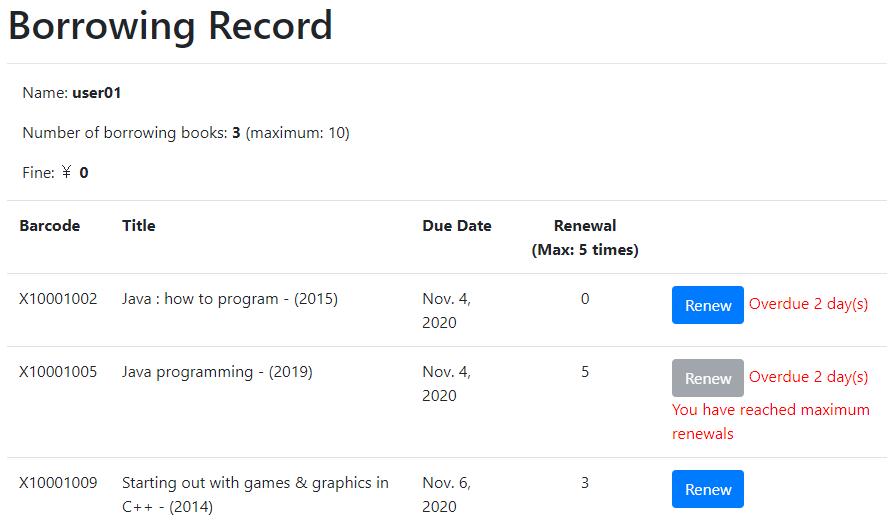 Borrowing Record
Name: user01
Number of borrowing books: 3 (maximum: 10)
Fine: ¥ 0
Barcode Title Due Date Renewal
(Max: 5 times)
X10001002 Java : how to program - (2015) Nov. 4, 0 Renew Overdue 2 day(s)
2020
X10001005 Java programming - (2019) Nov. 4, 5 Renew Overdue 2 day(s)
2020 You have reached maximum
renewals
X10001009 Starting out with games & graphics in Nov. 6, 3 Renew
C++ - (2014) 2020